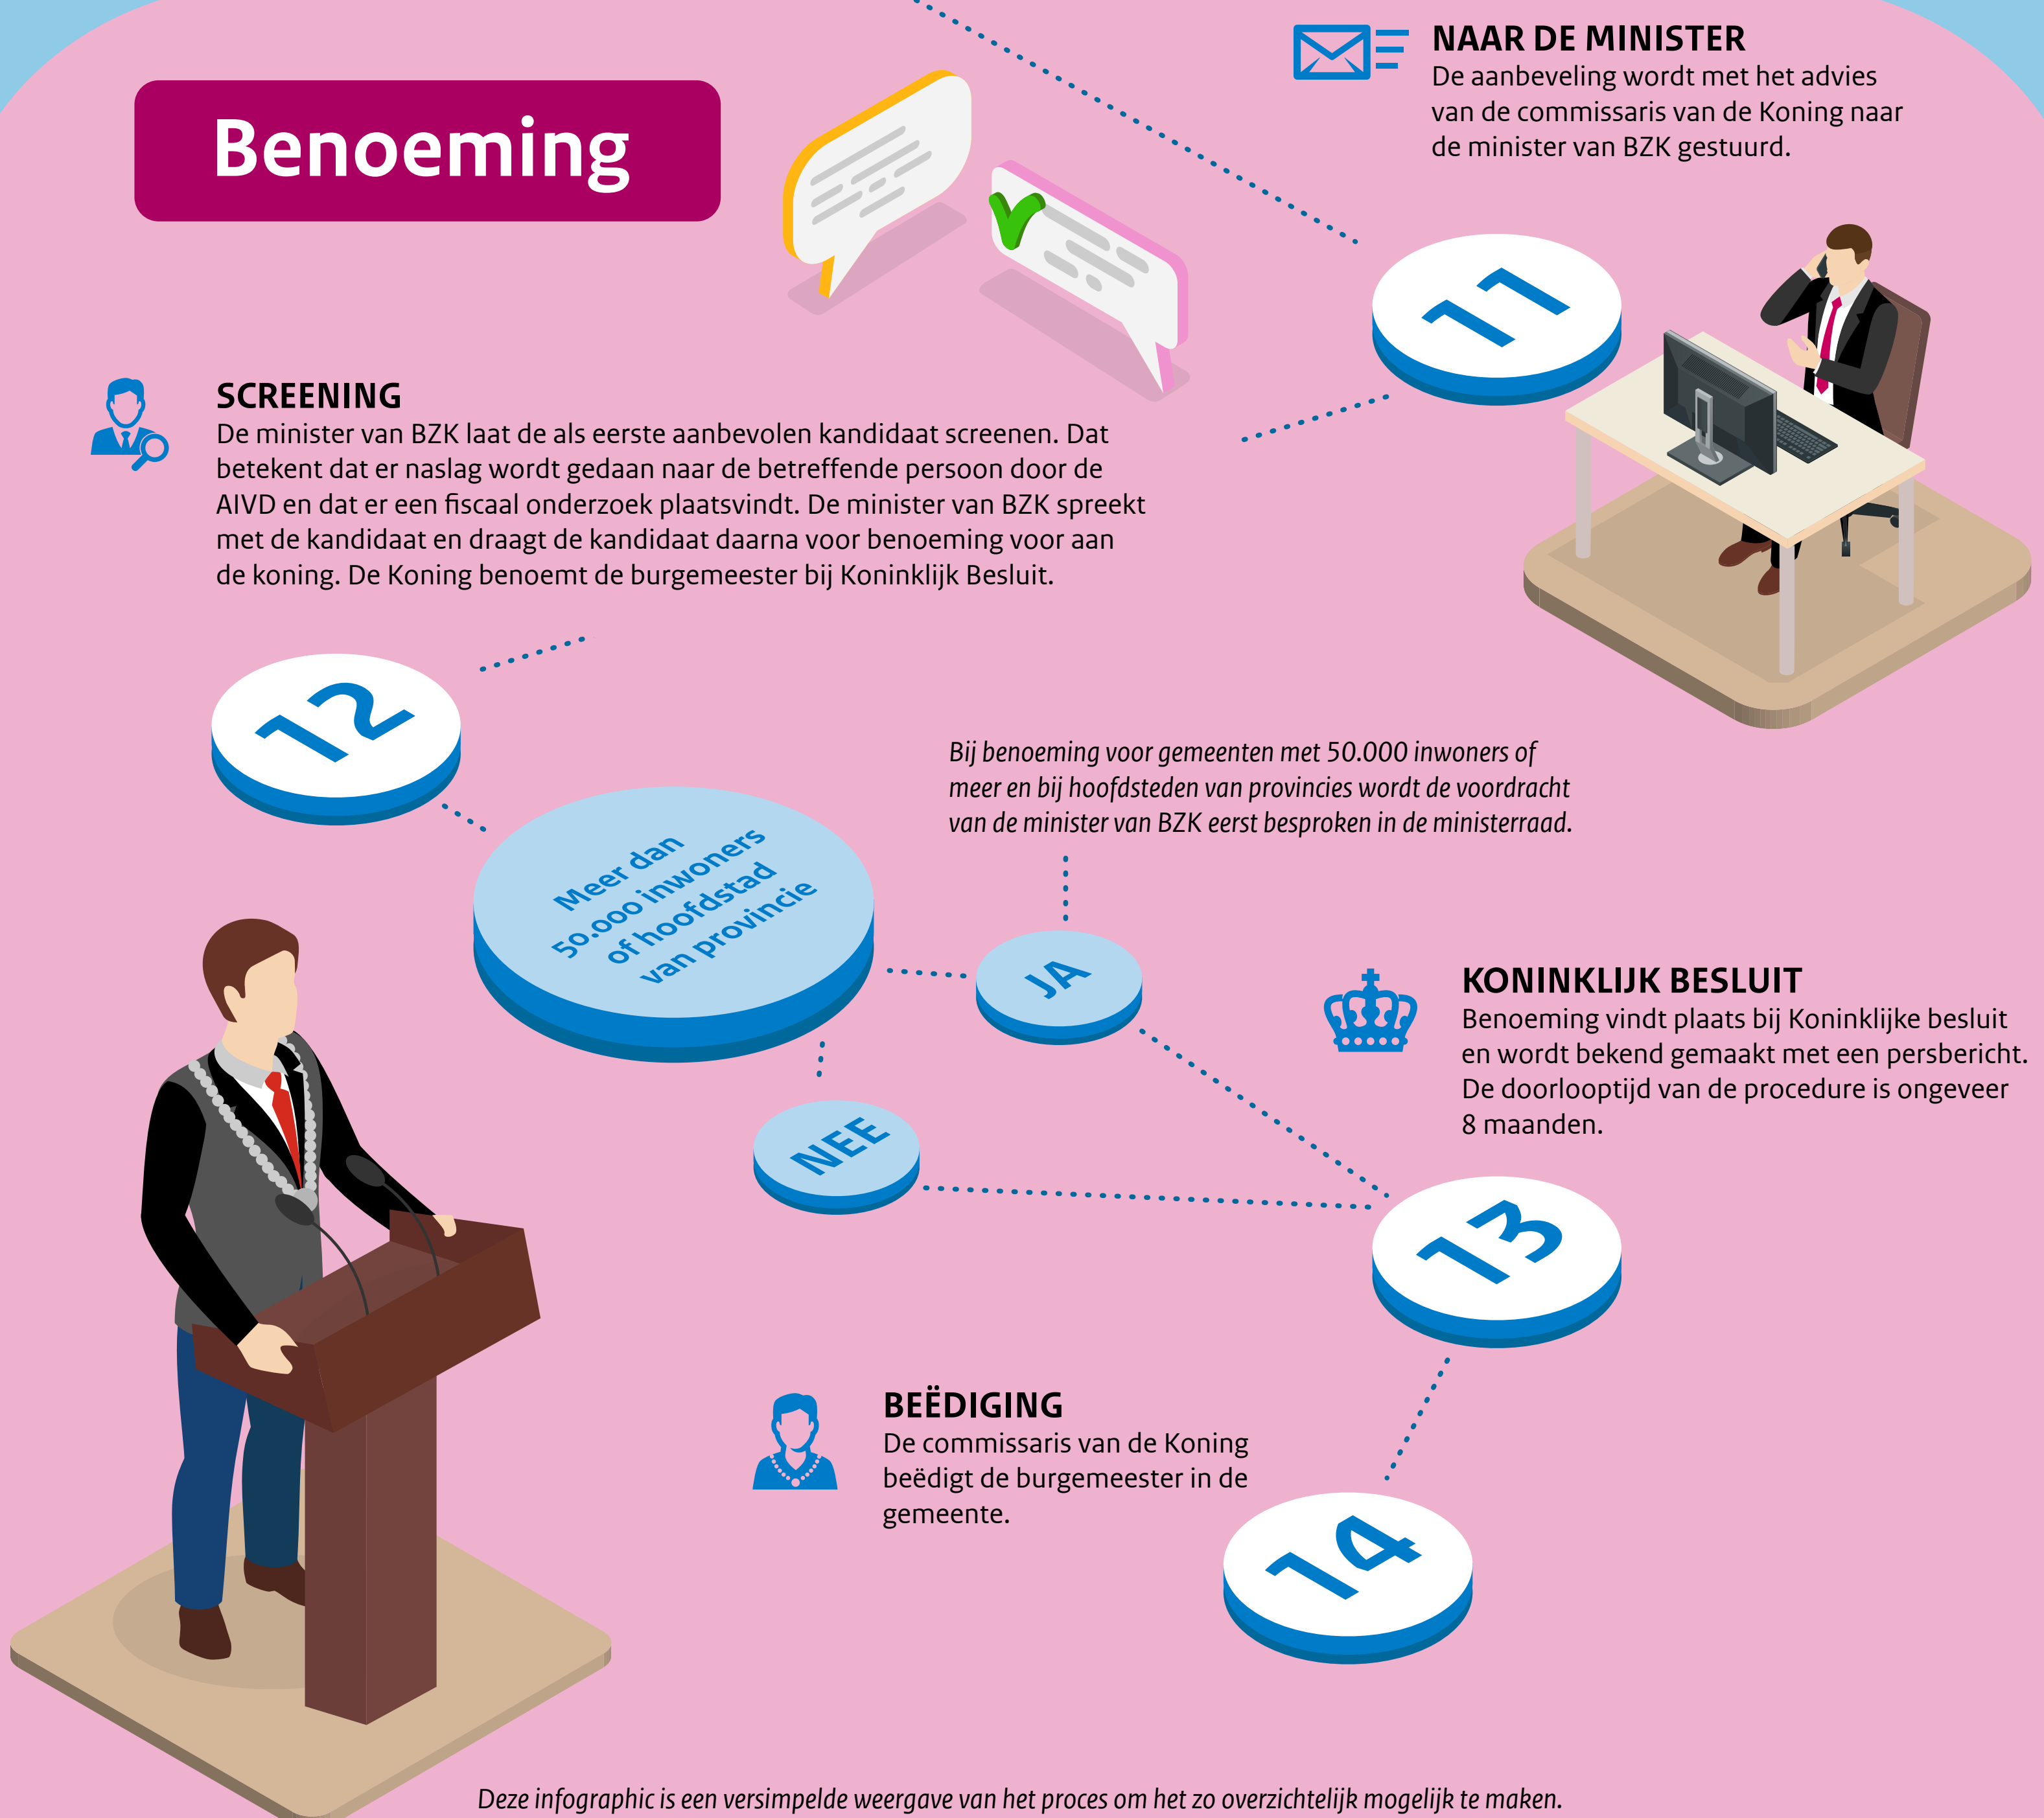 Benoeming
NAAR DE MINISTER
De aanbeveling wordt met het advies
van de commissaris van de Koning naar
de minister van BZK gestuurd.
11
SCREENING
De minister van BZK laat de als eerste aanbevolen kandidaat screenen. Dat
betekent dat er naslag wordt gedaan naar de betreffende persoon door de
AIVD en dat er een fiscaal onderzoek plaatsvindt. De minister van BZK spreekt
met de kandidaat en draagt de kandidaat daarna voor benoeming voor aan
de koning. De Koning benoemt de burgemeester bij Koninklijk Besluit.
12
Meer dan
50.000 inwoners
of hoofdstad
van provincie
Bij benoeming voor gemeenten met 50.000 inwoners of
meer en bij hoofdsteden van provincies wordt de voordracht
van de minister van BZK eerst besproken in de ministerraad.
JA
NEE
KONINKLIJK BESLUIT
Benoeming vindt plaats bij Koninklijke besluit
en wordt bekend gemaakt met een persbericht.
De doorlooptijd van de procedure is ongeveer
8 maanden.
13
BEËDIGING
De commissaris van de Koning
beëdigt de burgemeester in de
gemeente.
14
Deze infographic is een versimpelde weergave van het proces om het zo overzichtelijk mogelijk te maken.